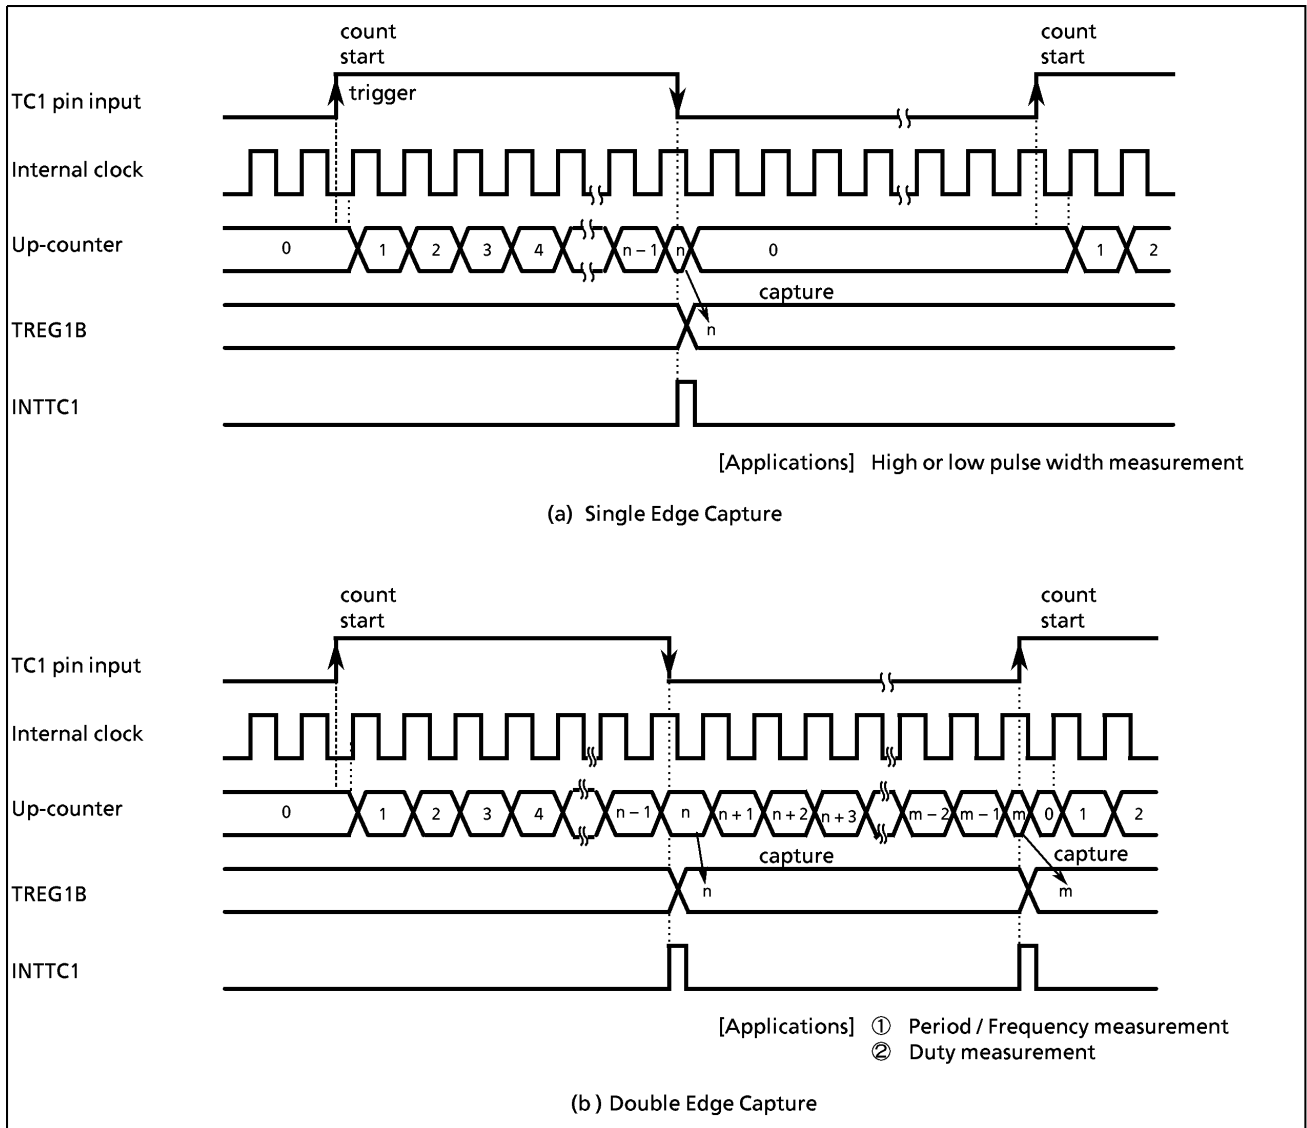 count count
start start
TC1 pin input trigger
Internal clock
Up-counter 0 1 2 3 4 n – 1 n 0 1 2
capture
TREG1B n
INTTC1
[Applications] High or low pulse width measurement
(a) Single Edge Capture
count count
start start
TC1 pin input
Internal clock
Up-counter 0 1 2 3 4 n – 1 n n + 1 n + 2 n + 3 m – 2 m – 1 m 0 1 2
capture capture
TREG1B n m
INTTC1
[Applications] ① Period / Frequency measurement
② Duty measurement
(b ) Double Edge Capture